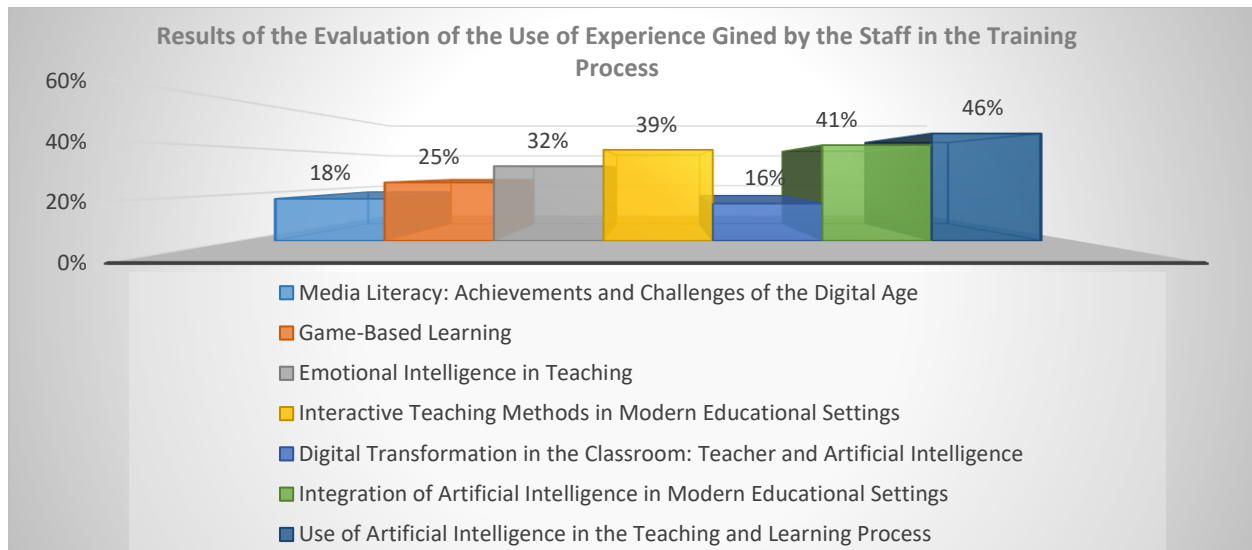 Results of the Evaluation of the Use of Experience Gined by the Staff in the Training
Process
60%
40%
20%
0%
18%
25%
32%
39%
16%
41%
46%
Media Literacy: Achievements and Challenges of the Digital Age
Game-Based Learning
Emotional Intelligence in Teaching
Interactive Teaching Methods in Modern Educational Settings
Digital Transformation in the Classroom: Teacher and Artificial Intelligence
Integration of Artificial Intelligence in Modern Educational Settings
Use of Artificial Intelligence in the Teaching and Learning Process